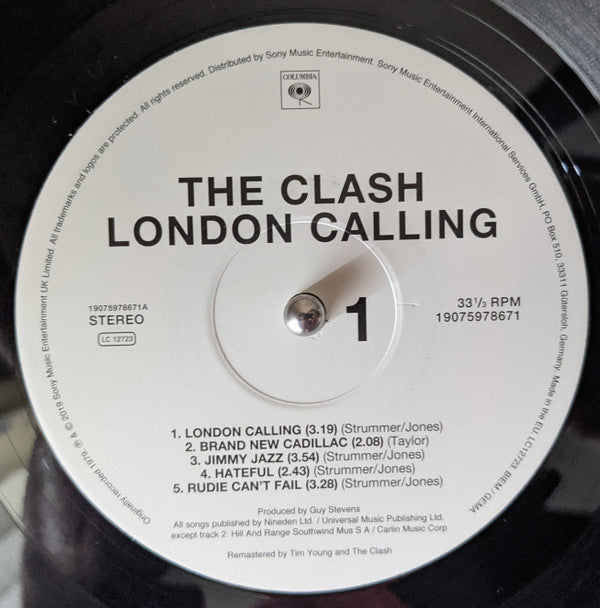 COLUMBIA
THE CLASH
LONDON CALLING
19075978671A
STEREO
LC 12723
1
33 1/3 RPM
19075978671
1. LONDON CALLING (3.19) (Strummer/Jones)
2. BRAND NEW CADILLAC (2.08) (Taylor)
3. JIMMY JAZZ (3.54) (Strummer/Jones)
4. HATEFUL (2.43) (Strummer/Jones)
5. RUDIE CAN'T FAIL (3.28) (Strummer/Jones)
Produced by Guy Stevens
All songs published by Nineden Ltd. / Universal Music Publishing Ltd.
except track 2: Hill And Range Southwind Mus S A / Carlin Music Corp
Remastered by Tim Young and The Clash
Originally recorded 1979 ℗ & © 2019 Sony Music Entertainment UK Limited. All trademarks and logos are protected. All rights reserved. Distributed by Sony Music Entertainment. Sony Music Entertainment International Services GmbH, PO Box 510, 33311 Gütersloh, Germany. Made in the EU. LC12723 BIEM / GEMA